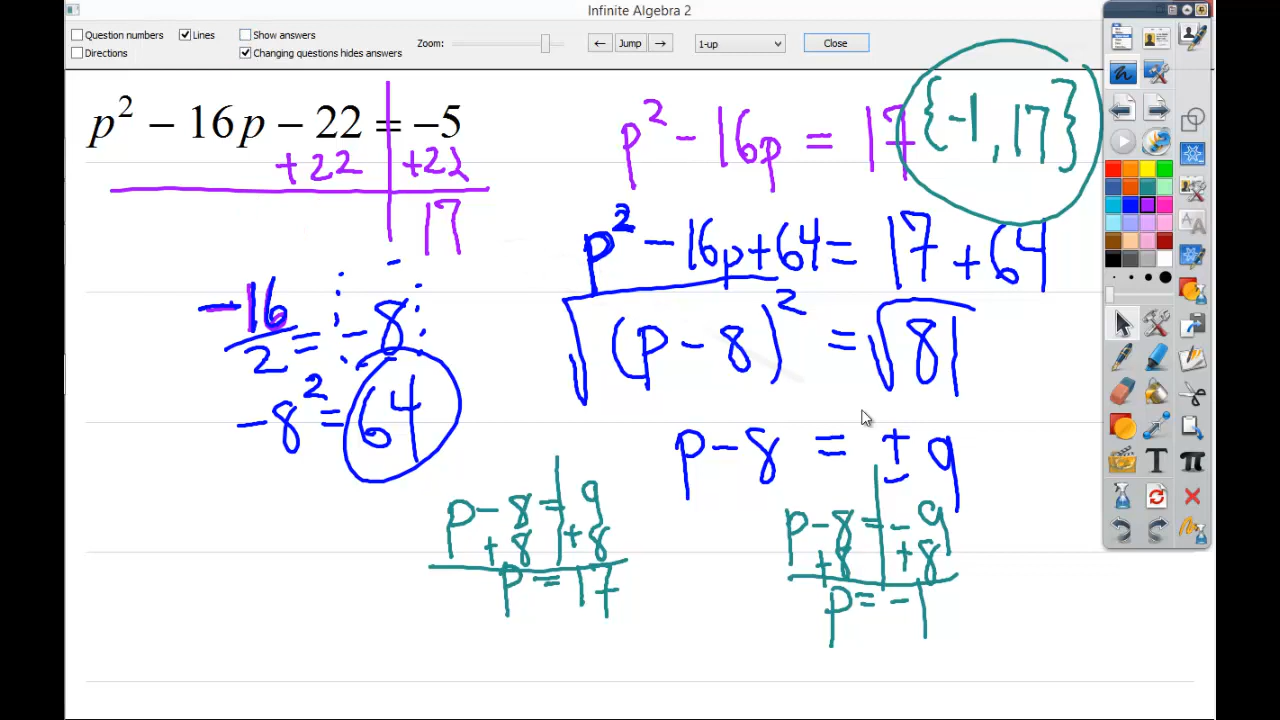 Infinite Algebra 2
Question numbers Lines Show answers
Directions Changing questions hides answers
Zoom: ← Jump → 1-up Close
p² − 16p − 22 = −5
+22 +22
17
p² − 16p = 17
{-1, 17}
p² − 16p + 64 = 17 + 64
√(p − 8)² = √81
p − 8 = ± 9
-16/2 = -8
-8² = 64
p − 8 = 9
+ 8 + 8
p = 17
p − 8 = - 9
+ 8 + 8
p = - 1
T π